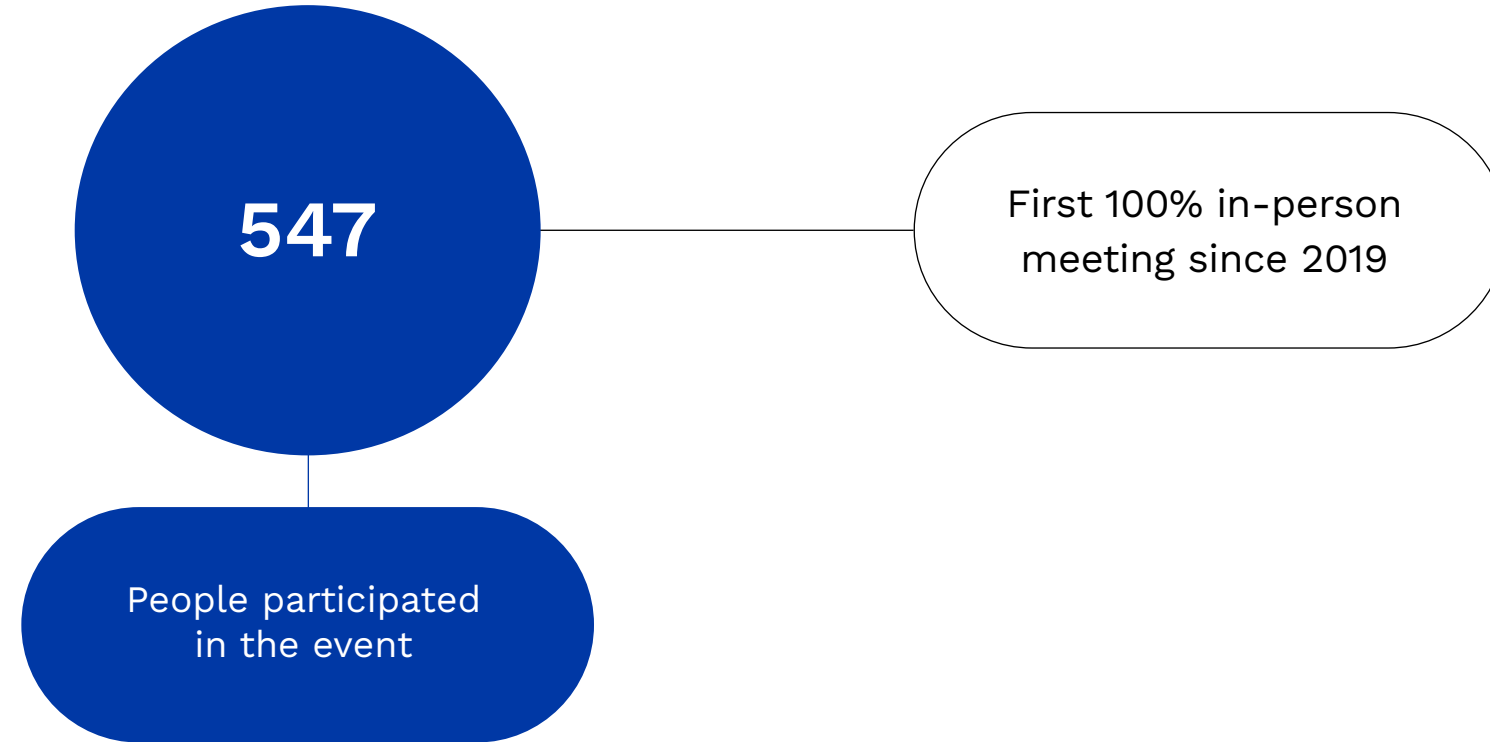 547
First 100% in-person
meeting since 2019
People participated
in the event